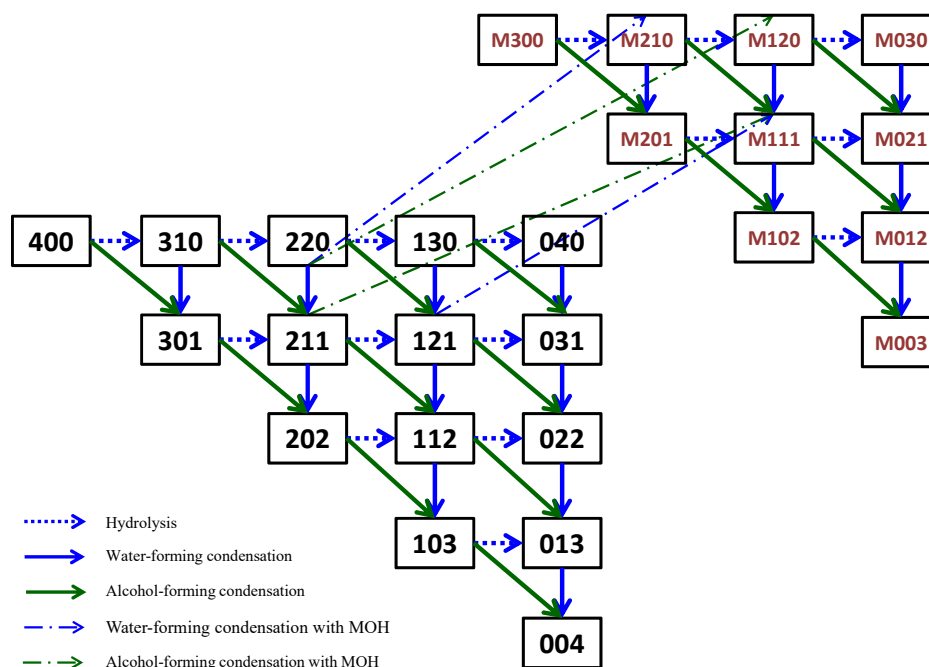 M300 M210 M120 M030
M201 M111 M021
M102 M012
M003
400 310 220 130 040
301 211 121 031
202 112 022
103 013
004
Hydrolysis
Water-forming condensation
Alcohol-forming condensation
Water-forming condensation with MOH
Alcohol-forming condensation with MOH